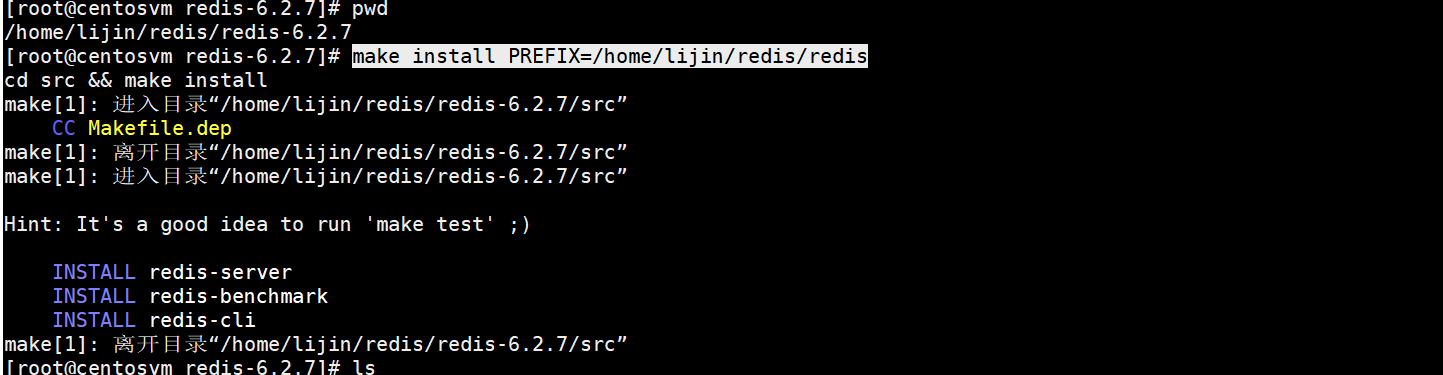 [root@centosvm redis-6.2.7]# pwd
/home/lijin/redis/redis-6.2.7
[root@centosvm redis-6.2.7]# make install PREFIX=/home/lijin/redis/redis
cd src && make install
make[1]: 进入目录“/home/lijin/redis/redis-6.2.7/src”
    CC Makefile.dep
make[1]: 离开目录“/home/lijin/redis/redis-6.2.7/src”
make[1]: 进入目录“/home/lijin/redis/redis-6.2.7/src”
Hint: It's a good idea to run 'make test' ;)
    INSTALL redis-server
    INSTALL redis-benchmark
    INSTALL redis-cli
make[1]: 离开目录“/home/lijin/redis/redis-6.2.7/src”
[root@centosvm redis-6.2.7]# ls